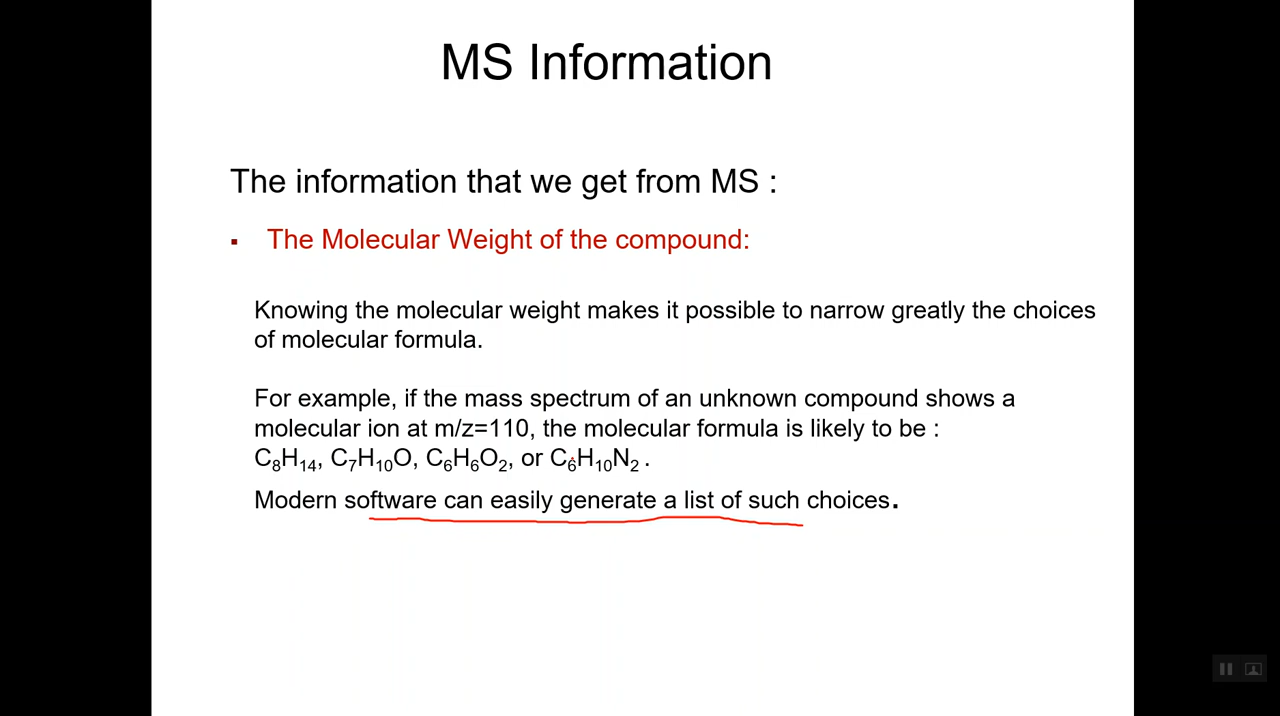 MS Information
The information that we get from MS :
▪ The Molecular Weight of the compound:
Knowing the molecular weight makes it possible to narrow greatly the choices
of molecular formula.
For example, if the mass spectrum of an unknown compound shows a
molecular ion at m/z=110, the molecular formula is likely to be :
C₈H₁₄, C₇H₁₀O, C₆H₆O₂, or C₆H₁₀N₂ .
Modern software can easily generate a list of such choices.